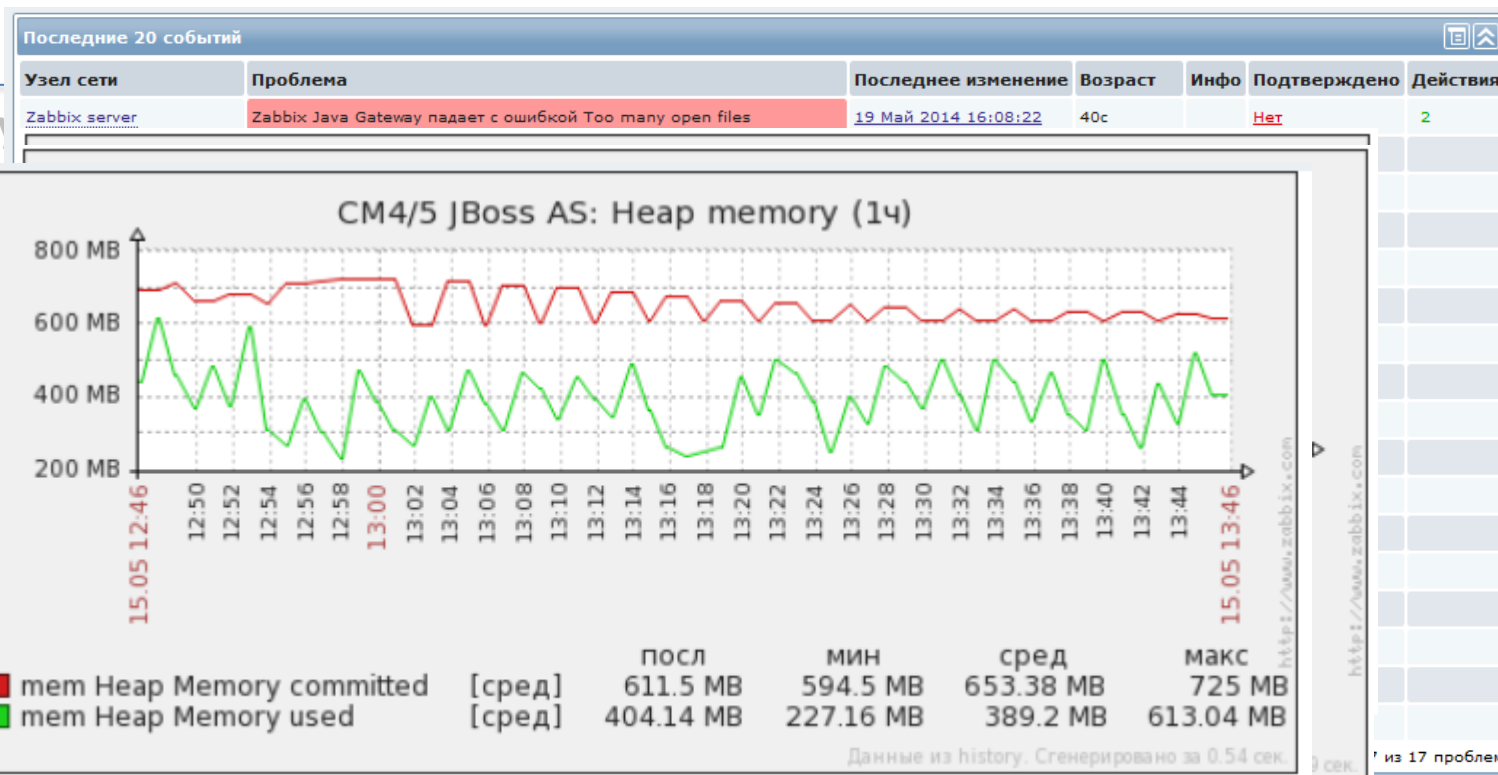 Последние 20 событий
Узел сети Проблема Последнее изменение Возраст Инфо Подтверждено Действия
Zabbix server Zabbix Java Gateway падает с ошибкой Too many open files 19 Май 2014 16:08:22 40с Нет 2
CM4/5 JBoss AS: Heap memory (1ч)
800 MB
600 MB
400 MB
200 MB
15.05 12:46 12:50 12:52 12:54 12:56 12:58 13:00 13:02 13:04 13:06 13:08 13:10 13:12 13:14 13:16 13:18 13:20 13:22 13:24 13:26 13:28 13:30 13:32 13:34 13:36 13:38 13:40 13:42 13:44 15.05 13:46
http://www.zabbix.com
http://www.zabbix.com
посл мин сред макс
mem Heap Memory committed [сред] 611.5 MB 594.5 MB 653.38 MB 725 MB
mem Heap Memory used [сред] 404.14 MB 227.16 MB 389.2 MB 613.04 MB
Данные из history. Сгенерировано за 0.54 сек.
сек.
из 17 проблем